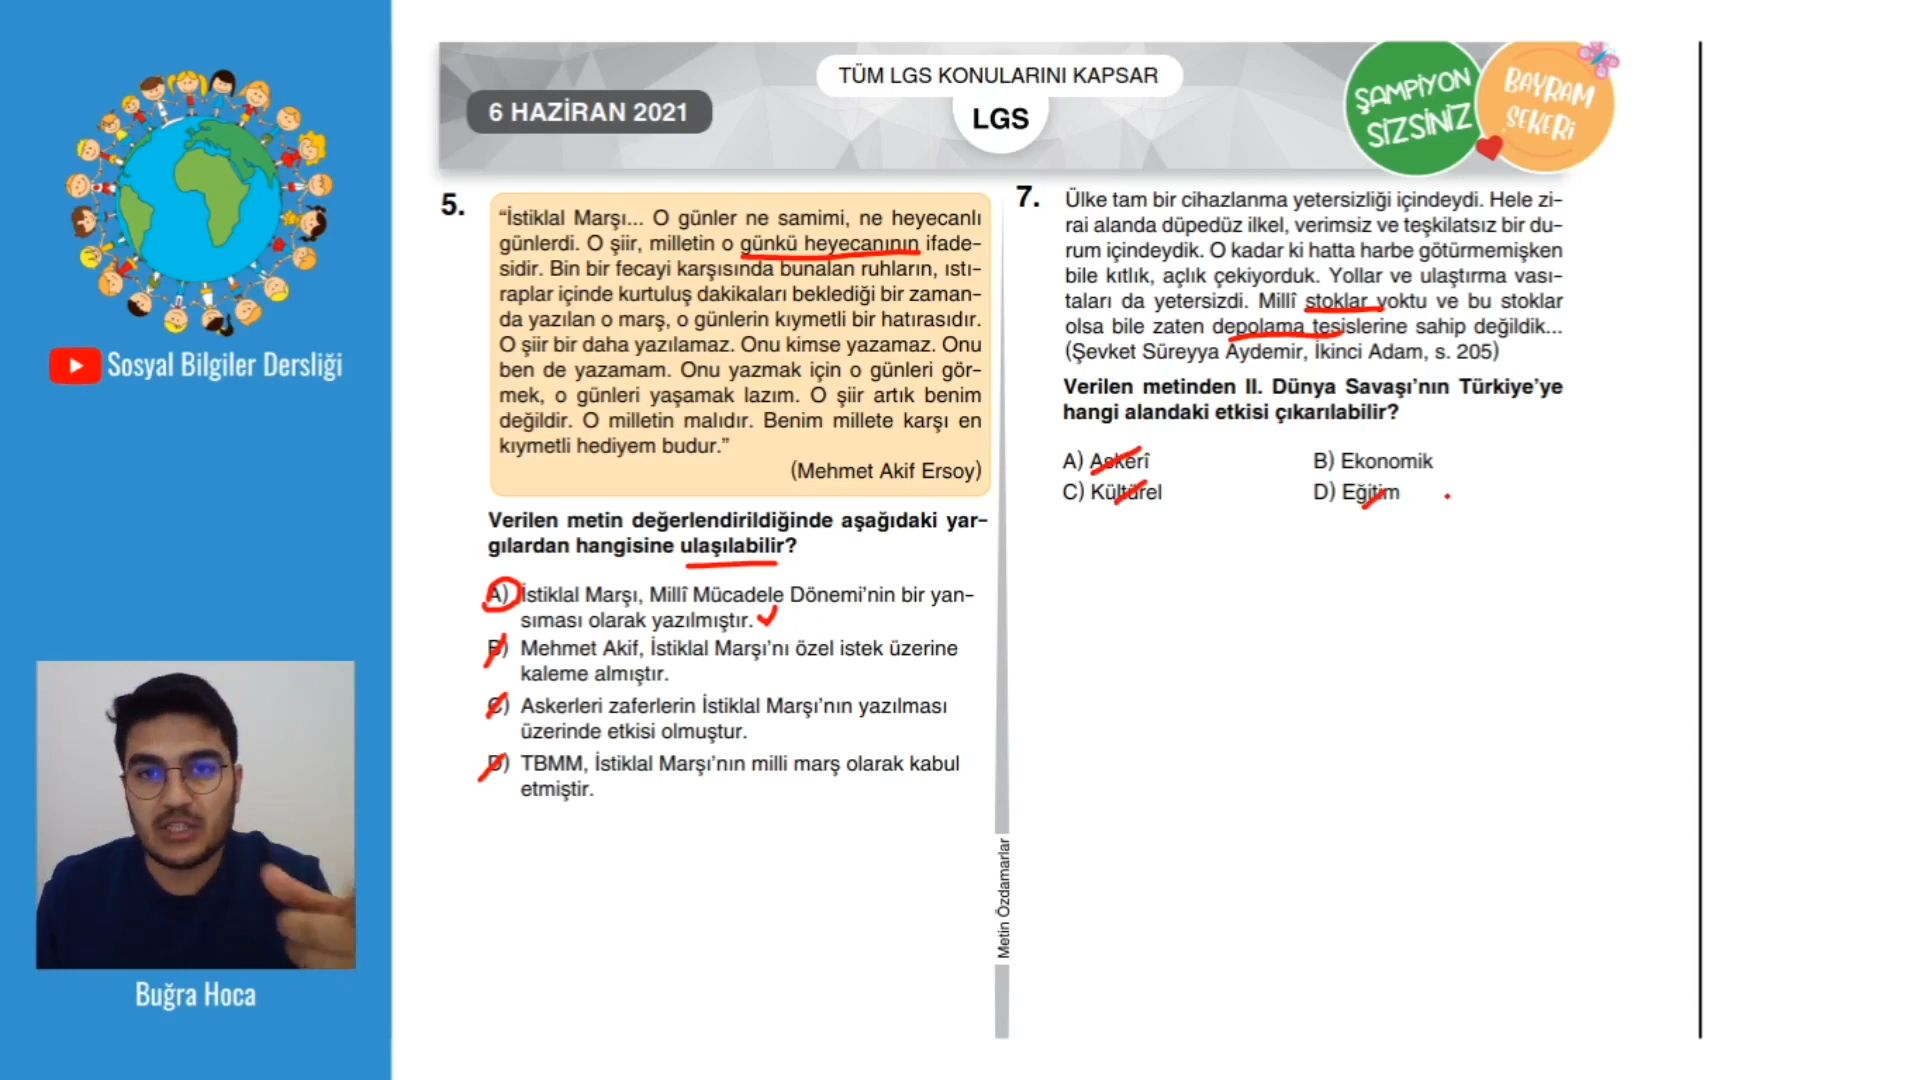 Sosyal Bilgiler Dersliği
Buğra Hoca
TÜM LGS KONULARINI KAPSAR
6 HAZİRAN 2021
LGS
ŞAMPİYON
SİZSİNİZ
BAYRAM
ŞEKERİ
5.
“İstiklal Marşı... O günler ne samimi, ne heyecanlı
günlerdi. O şiir, milletin o günkü heyecanının ifade-
sidir. Bin bir fecayi karşısında bunalan ruhların, ıstı-
raplar içinde kurtuluş dakikaları beklediği bir zaman-
da yazılan o marş, o günlerin kıymetli bir hatırasıdır.
O şiir bir daha yazılamaz. Onu kimse yazamaz. Onu
ben de yazamam. Onu yazmak için o günleri gör-
mek, o günleri yaşamak lazım. O şiir artık benim
değildir. O milletin malıdır. Benim millete karşı en
kıymetli hediyem budur.”
(Mehmet Akif Ersoy)
Verilen metin değerlendirildiğinde aşağıdaki yar-
gılardan hangisine ulaşılabilir?
A) İstiklal Marşı, Millî Mücadele Dönemi’nin bir yan-
sıması olarak yazılmıştır.
B) Mehmet Akif, İstiklal Marşı’nı özel istek üzerine
kaleme almıştır.
C) Askerleri zaferlerin İstiklal Marşı’nın yazılması
üzerinde etkisi olmuştur.
D) TBMM, İstiklal Marşı’nın milli marş olarak kabul
etmiştir.
Metin Özdamarlar
7.
Ülke tam bir cihazlanma yetersizliği içindeydi. Hele zi-
rai alanda düpedüz ilkel, verimsiz ve teşkilatsız bir du-
rum içindeydik. O kadar ki hatta harbe götürmemişken
bile kıtlık, açlık çekiyorduk. Yollar ve ulaştırma vası-
taları da yetersizdi. Millî stoklar yoktu ve bu stoklar
olsa bile zaten depolama tesislerine sahip değildik...
(Şevket Süreyya Aydemir, İkinci Adam, s. 205)
Verilen metinden II. Dünya Savaşı’nın Türkiye’ye
hangi alandaki etkisi çıkarılabilir?
A) Askerî
B) Ekonomik
C) Kültürel
D) Eğitim